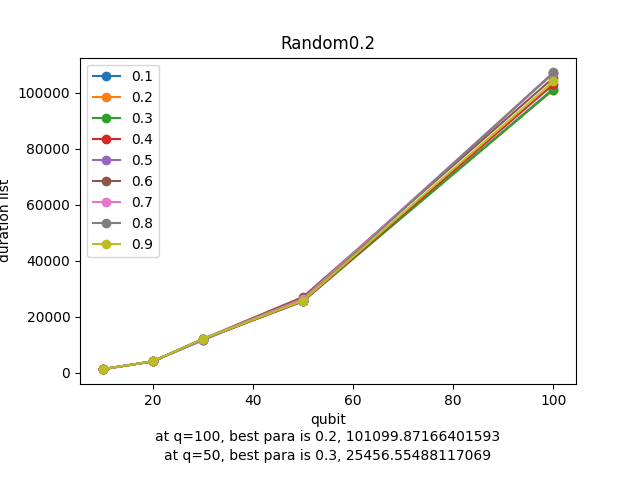 Random0.2
100000
80000
60000
40000
20000
0
duration list
0.1
0.2
0.3
0.4
0.5
0.6
0.7
0.8
0.9
20 40 60 80 100
qubit
at q=100, best para is 0.2, 101099.87166401593
at q=50, best para is 0.3, 25456.55488117069